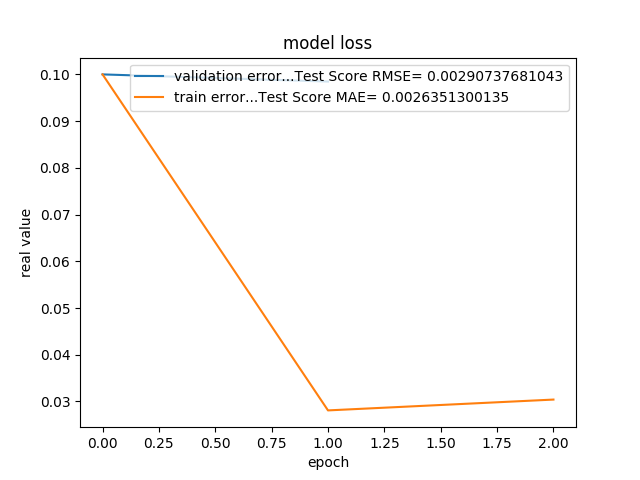 model loss
validation error...Test Score RMSE= 0.00290737681043
train error...Test Score MAE= 0.0026351300135
real value
0.10
0.09
0.08
0.07
0.06
0.05
0.04
0.03
0.00 0.25 0.50 0.75 1.00 1.25 1.50 1.75 2.00
epoch